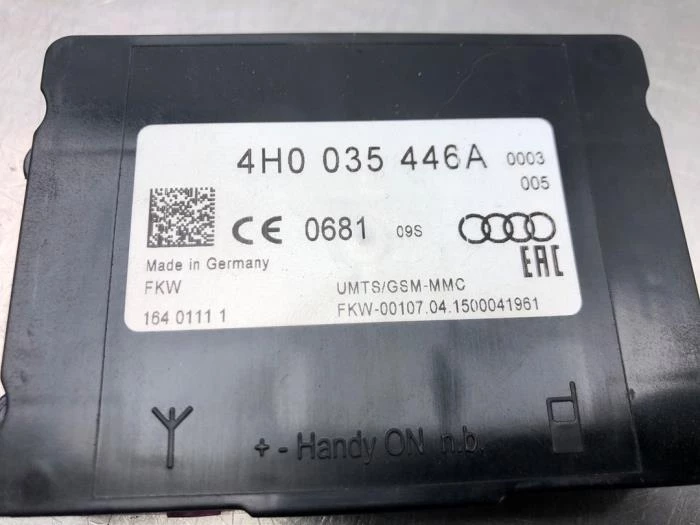 4H0 035 446A 0003
005
CE 0681 09S
EAC
Made in Germany
FKW UMTS/GSM-MMC
164 0111 1 FKW-00107.04.1500041961
+ - Handy ON n.b.